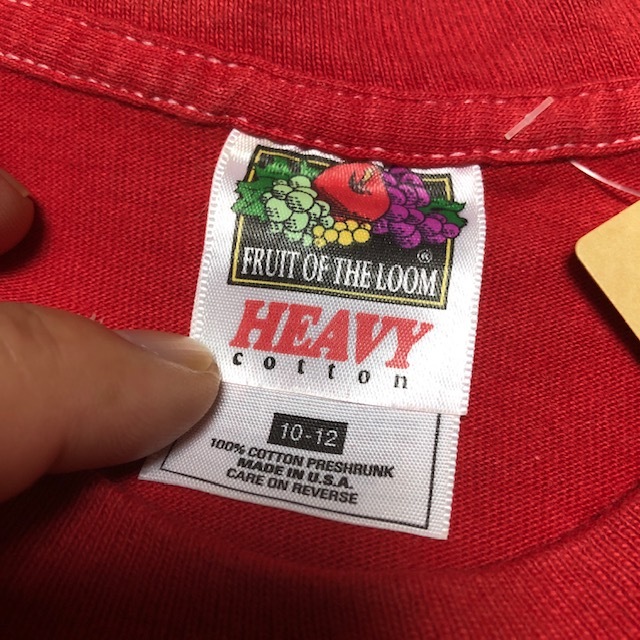 ®
FRUIT OF THE LOOM
HEAVY
cotton
10-12
100% COTTON PRESHRUNK
MADE IN U.S.A.
CARE ON REVERSE